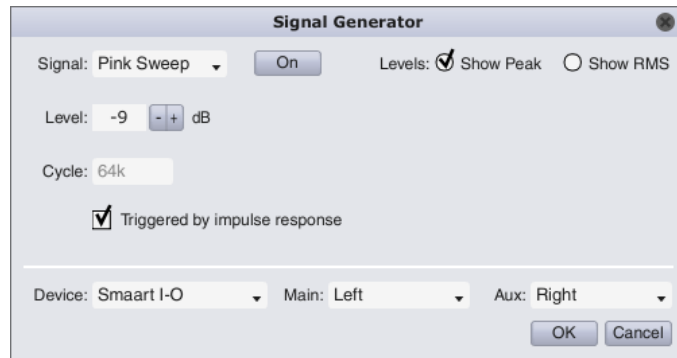 Signal Generator
Signal: Pink Sweep On Levels: Show Peak Show RMS
Level: -9 - + dB
Cycle: 64k
Triggered by impulse response
Device: Smaart I-O Main: Left Aux: Right
OK Cancel